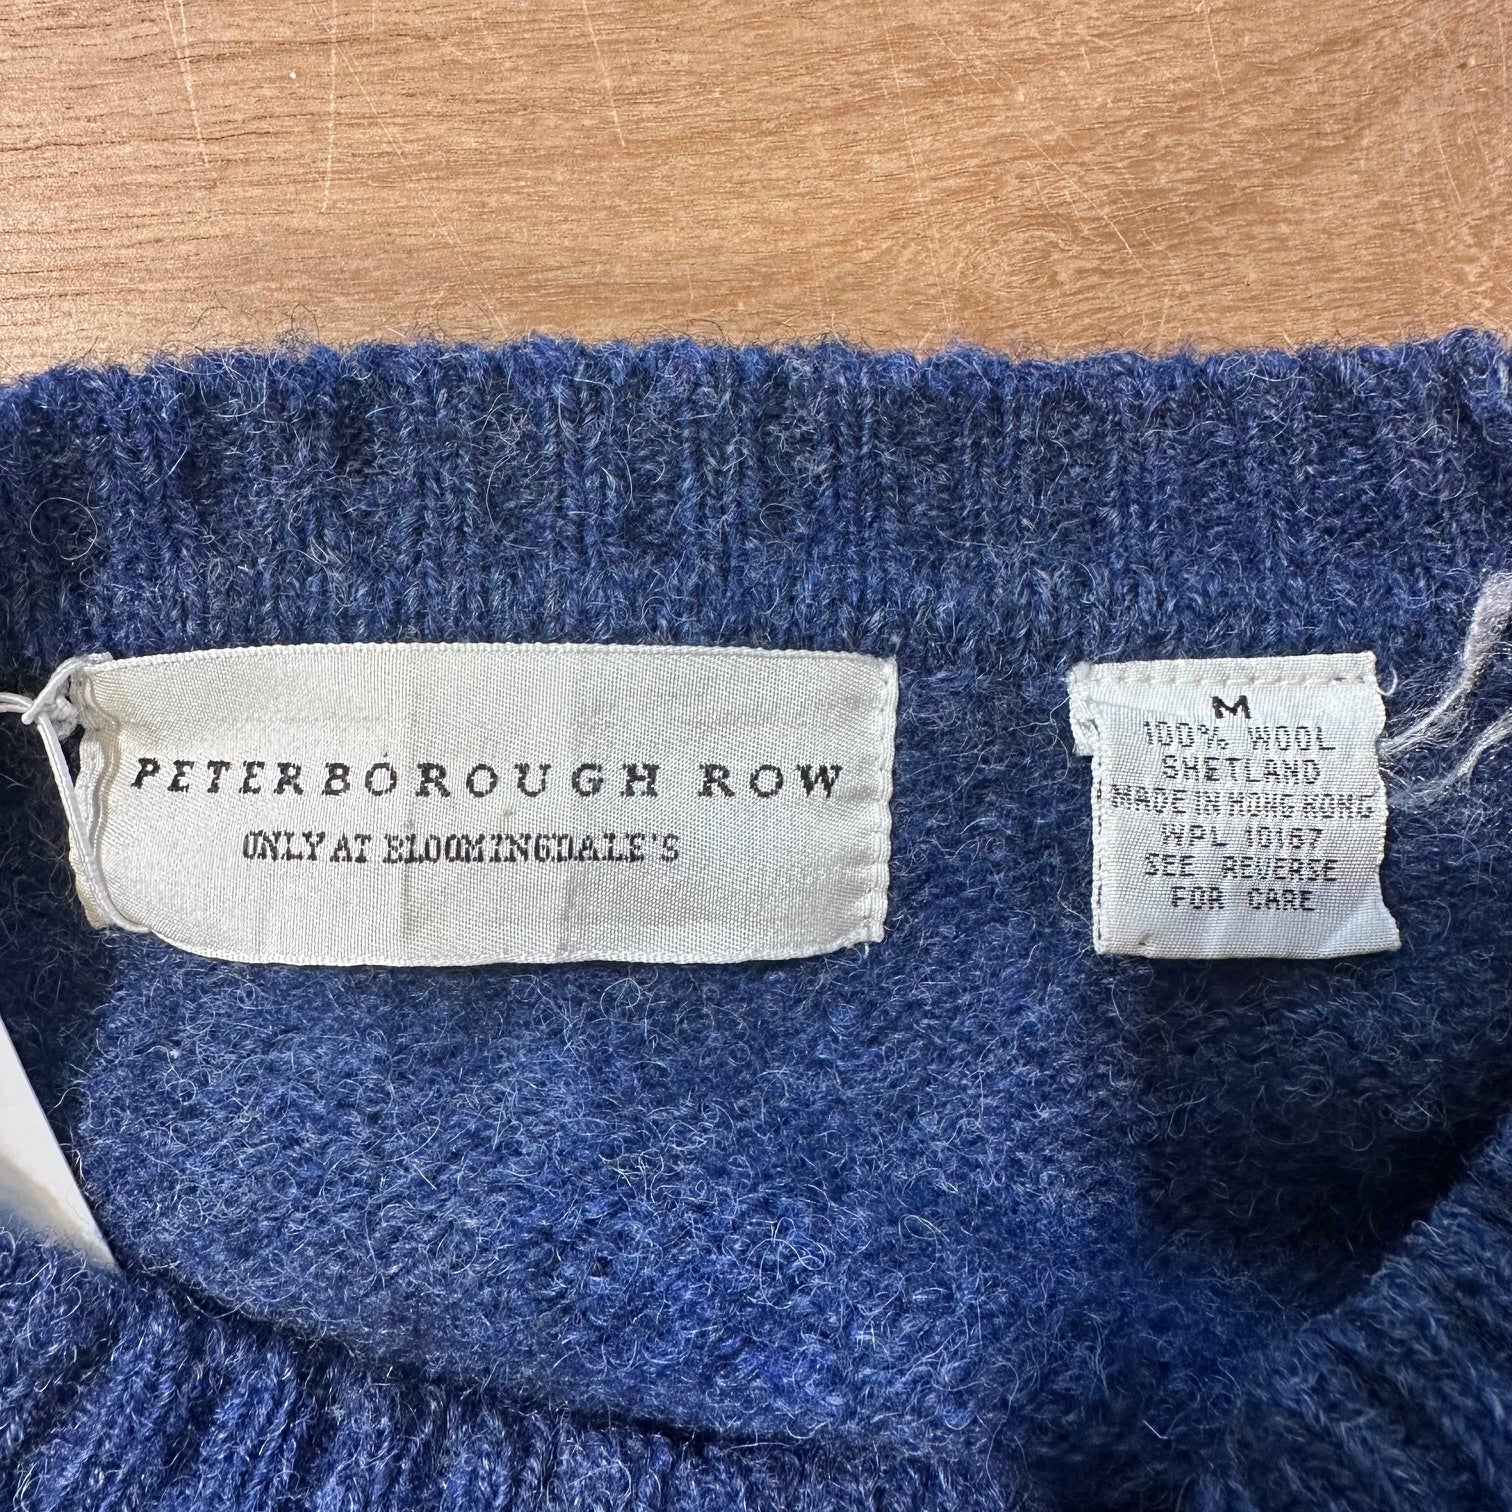 PETERBOROUGH ROW
ONLY AT BLOOMINGDALE'S
M
100% WOOL
SHETLAND
MADE IN HONG KONG
WPL 10167
SEE REVERSE
FOR CARE